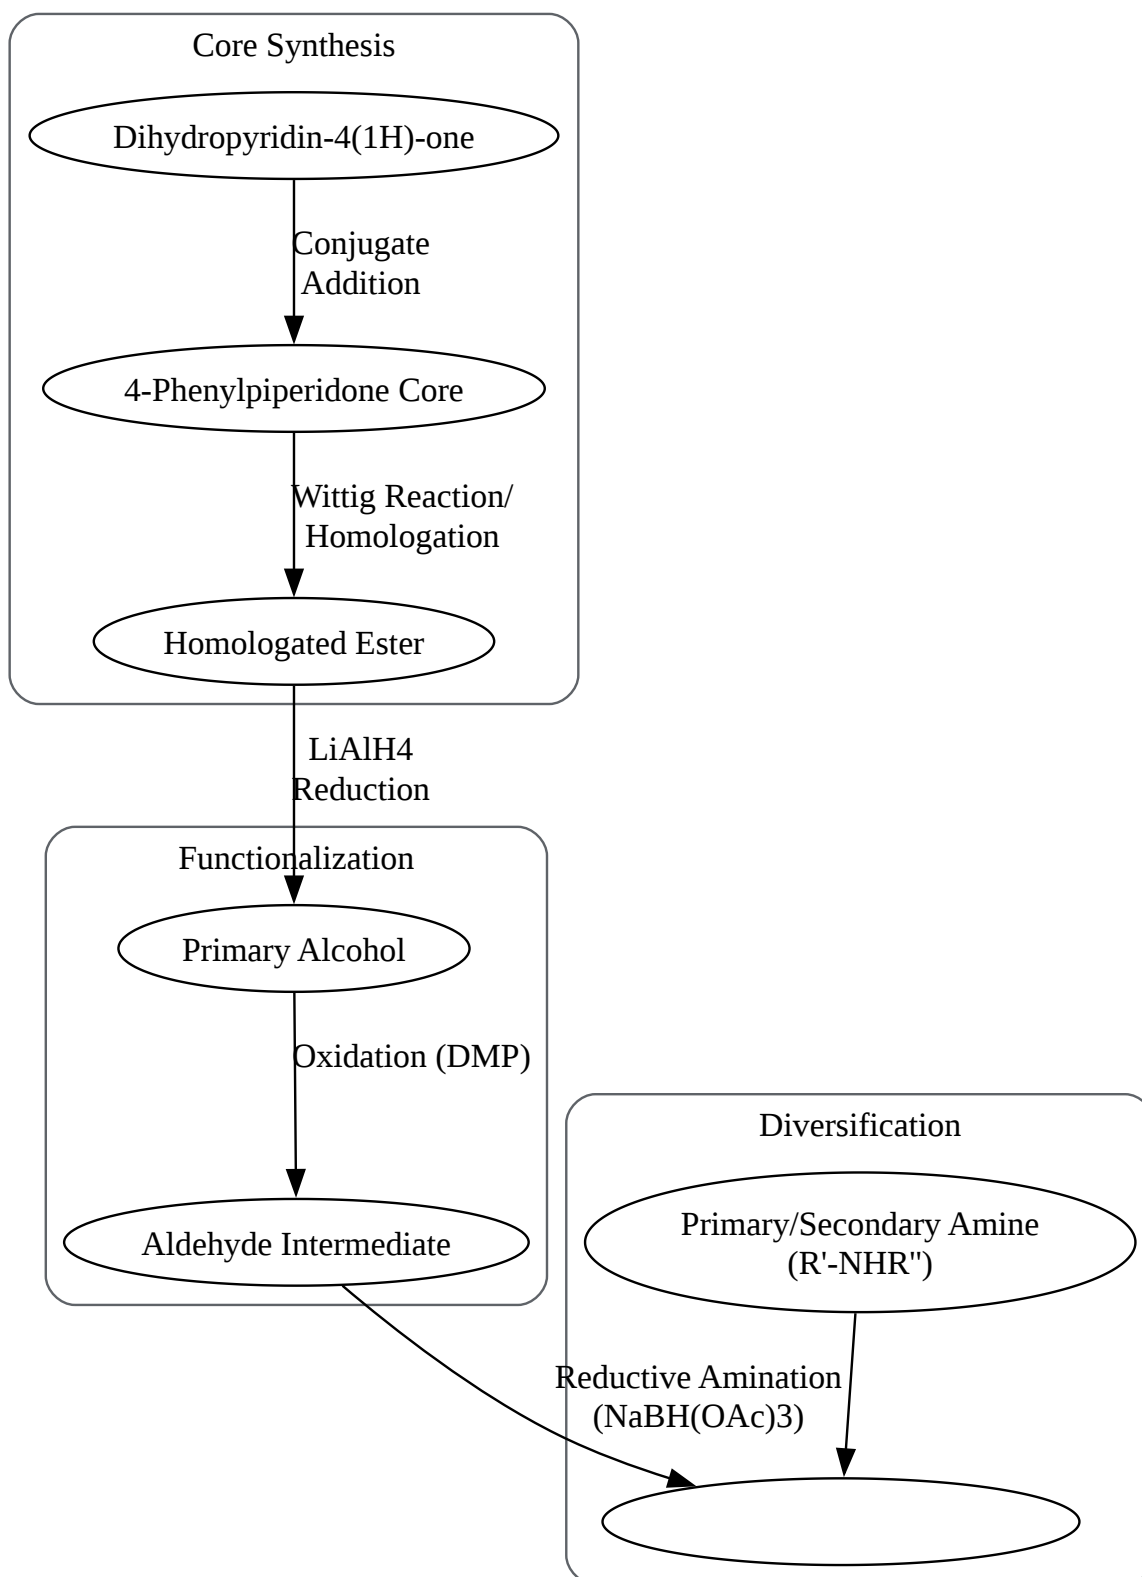 Core Synthesis
Dihydropyridin-4(1H)-one
Conjugate
Addition
4-Phenylpiperidone Core
Wittig Reaction/
Homologation
Homologated Ester
LiAlH4
Reduction
Functionalization
Primary Alcohol
Oxidation (DMP)
Aldehyde Intermediate
Diversification
Primary/Secondary Amine
(R'-NHR")
Reductive Amination
(NaBH(OAc)3)